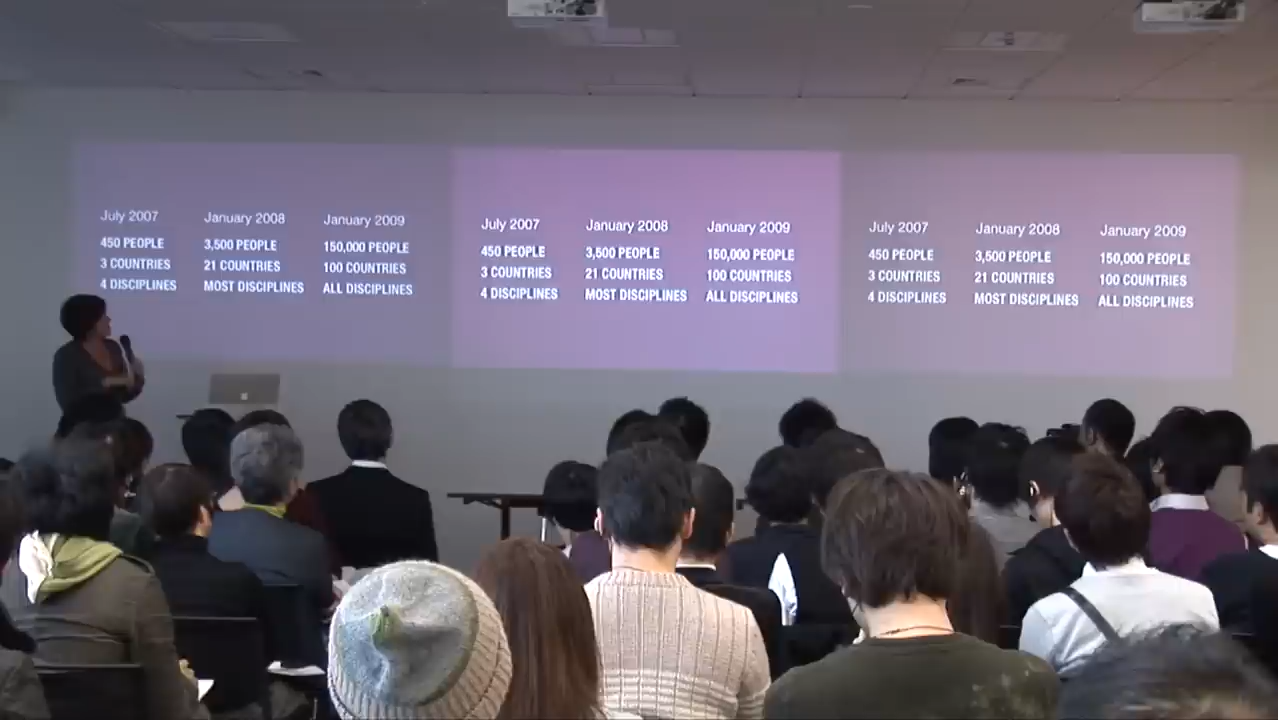 July 2007 January 2008 January 2009
450 PEOPLE 3,500 PEOPLE 150,000 PEOPLE
3 COUNTRIES 21 COUNTRIES 100 COUNTRIES
4 DISCIPLINES MOST DISCIPLINES ALL DISCIPLINES
July 2007 January 2008 January 2009
450 PEOPLE 3,500 PEOPLE 150,000 PEOPLE
3 COUNTRIES 21 COUNTRIES 100 COUNTRIES
4 DISCIPLINES MOST DISCIPLINES ALL DISCIPLINES
July 2007 January 2008 January 2009
450 PEOPLE 3,500 PEOPLE 150,000 PEOPLE
3 COUNTRIES 21 COUNTRIES 100 COUNTRIES
4 DISCIPLINES MOST DISCIPLINES ALL DISCIPLINES